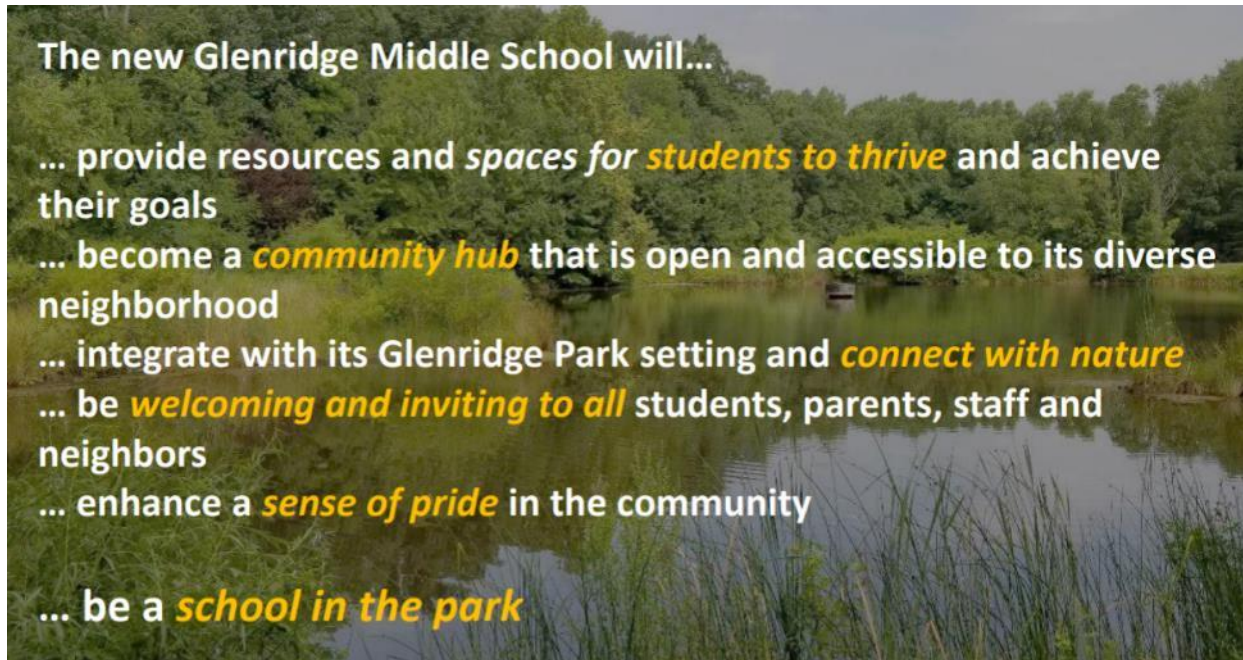 The new Glenridge Middle School will…
… provide resources and spaces for students to thrive and achieve
their goals
… become a community hub that is open and accessible to its diverse
neighborhood
… integrate with its Glenridge Park setting and connect with nature
… be welcoming and inviting to all students, parents, staff and
neighbors
… enhance a sense of pride in the community
… be a school in the park